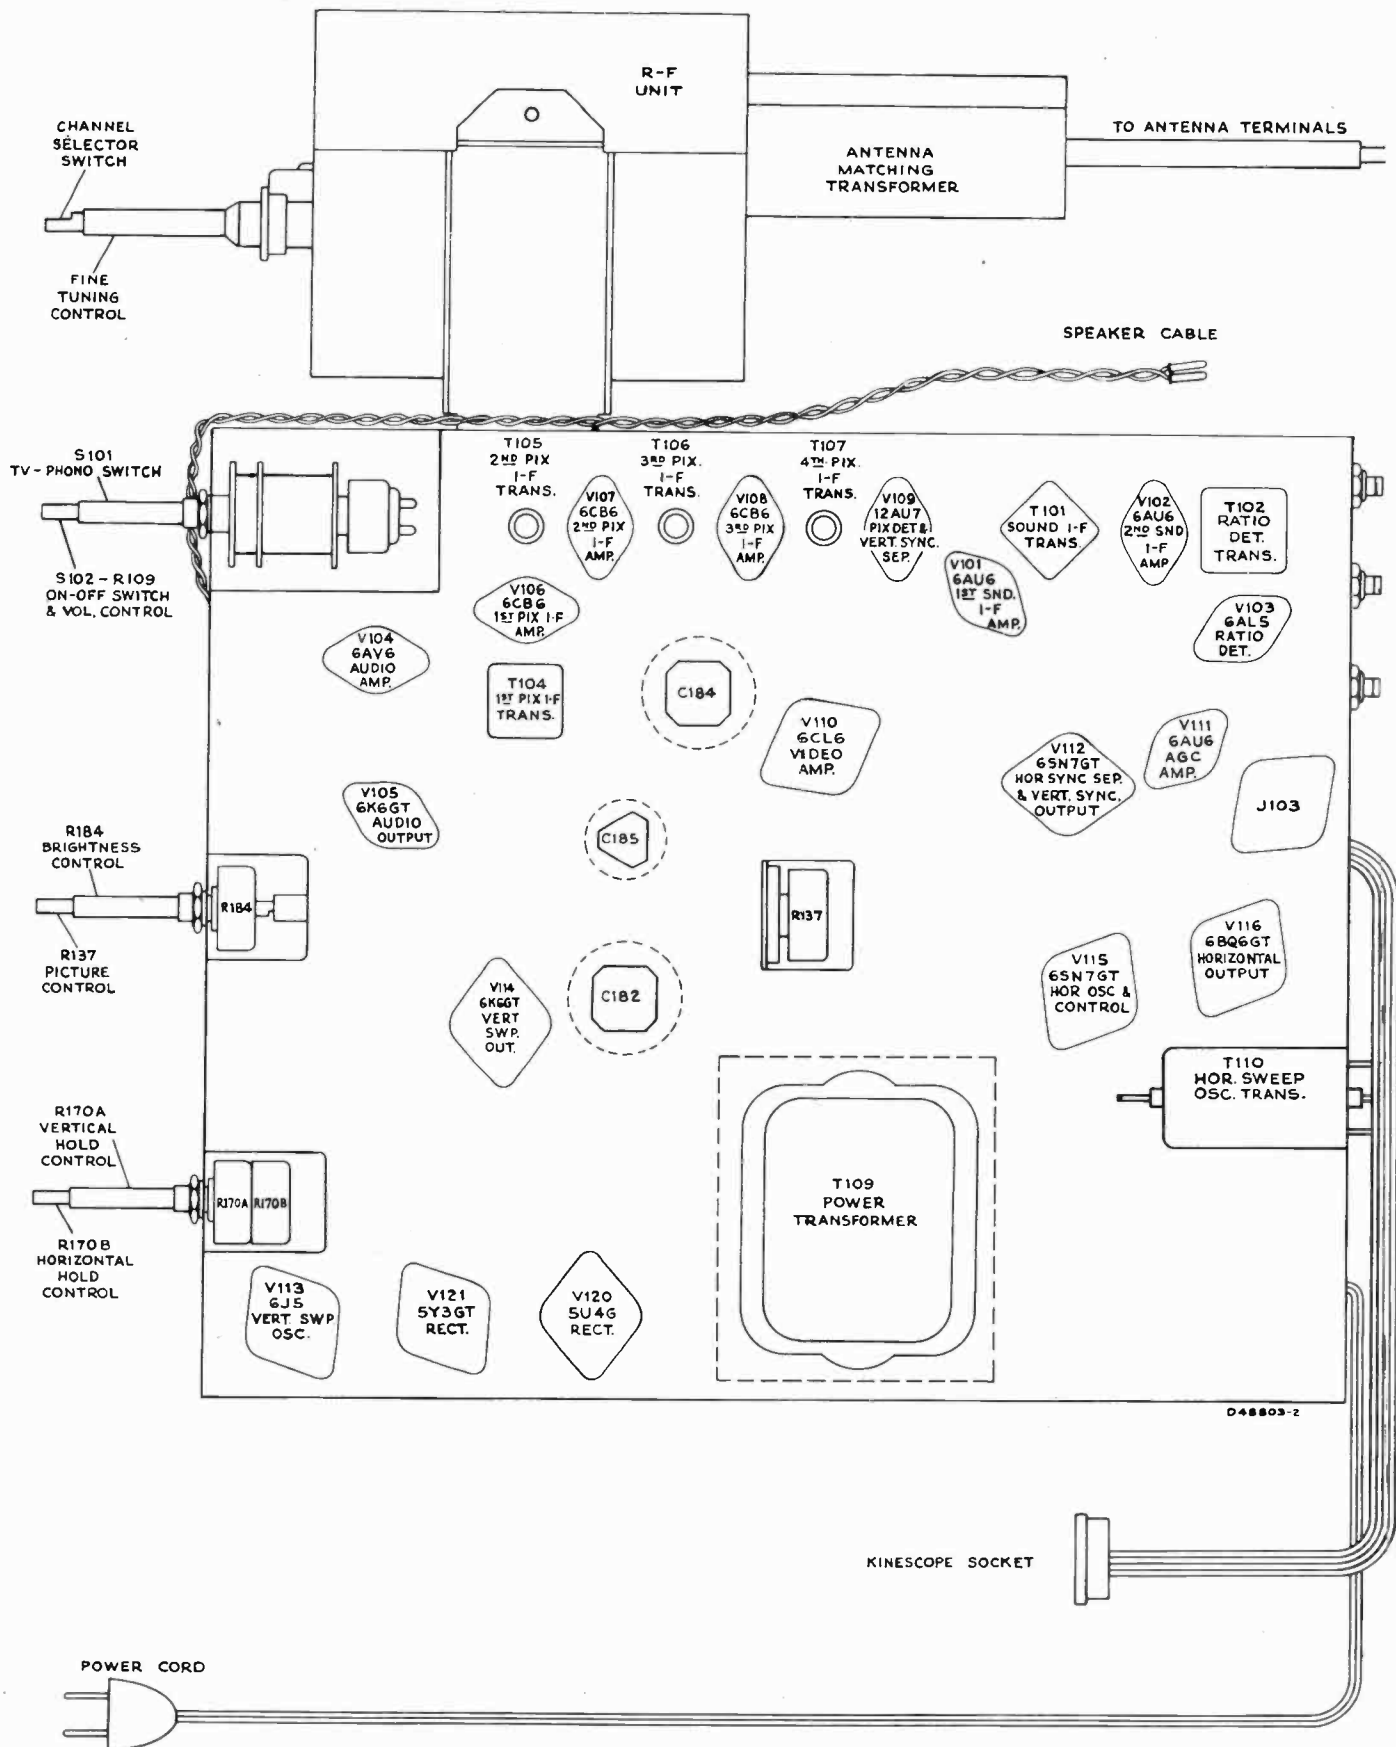 R-F
UNIT
CHANNEL
SELECTOR
SWITCH
TO ANTENNA TERMINALS
ANTENNA
MATCHING
TRANSFORMER
FINE
TUNING
CONTROL
SPEAKER CABLE
S101
TV-PHONO SWITCH
S102-R109
ON-OFF SWITCH
& VOL. CONTROL
T105
2ND PIX
I-F
TRANS.
V107
6CB6
2ND PIX
I-F
AMP.
T106
3RD PIX.
I-F
TRANS.
V108
6CB6
3RD PIX
I-F
AMP.
T107
4TH PIX.
I-F
TRANS.
V109
12AU7
PIX DET &
VERT. SYNC.
SEP.
T101
SOUND I-F
TRANS.
V102
6AU6
2ND SND
I-F
AMP
T102
RATIO
DET.
TRANS.
V101
6AU6
1ST SND.
I-F
AMP.
V106
6CB6
1ST PIX I-F
AMP.
V103
6AL5
RATIO
DET.
V104
6AV6
AUDIO
AMP.
T104
1ST PIX I-F
TRANS.
C184
V110
6CL6
VIDEO
AMP.
V112
6SN7GT
HOR SYNC SEP.
& VERT. SYNC.
OUTPUT
V111
6AU6
AGC
AMP.
J103
V105
6K6GT
AUDIO
OUTPUT
C185
R184
BRIGHTNESS
CONTROL
R184
R137
R137
PICTURE
CONTROL
V116
6BQ6GT
HORIZONTAL
OUTPUT
V115
6SN7GT
HOR OSC &
CONTROL
V114
6K6GT
VERT
SWP.
OUT.
C182
T110
HOR. SWEEP
OSC. TRANS.
R170A
VERTICAL
HOLD
CONTROL
R170A
R170B
R170B
HORIZONTAL
HOLD
CONTROL
T109
POWER
TRANSFORMER
V113
6J5
VERT SWP
OSC.
V121
5Y3GT
RECT.
V120
5U4G
RECT.
D48803-2
KINESCOPE SOCKET
POWER CORD